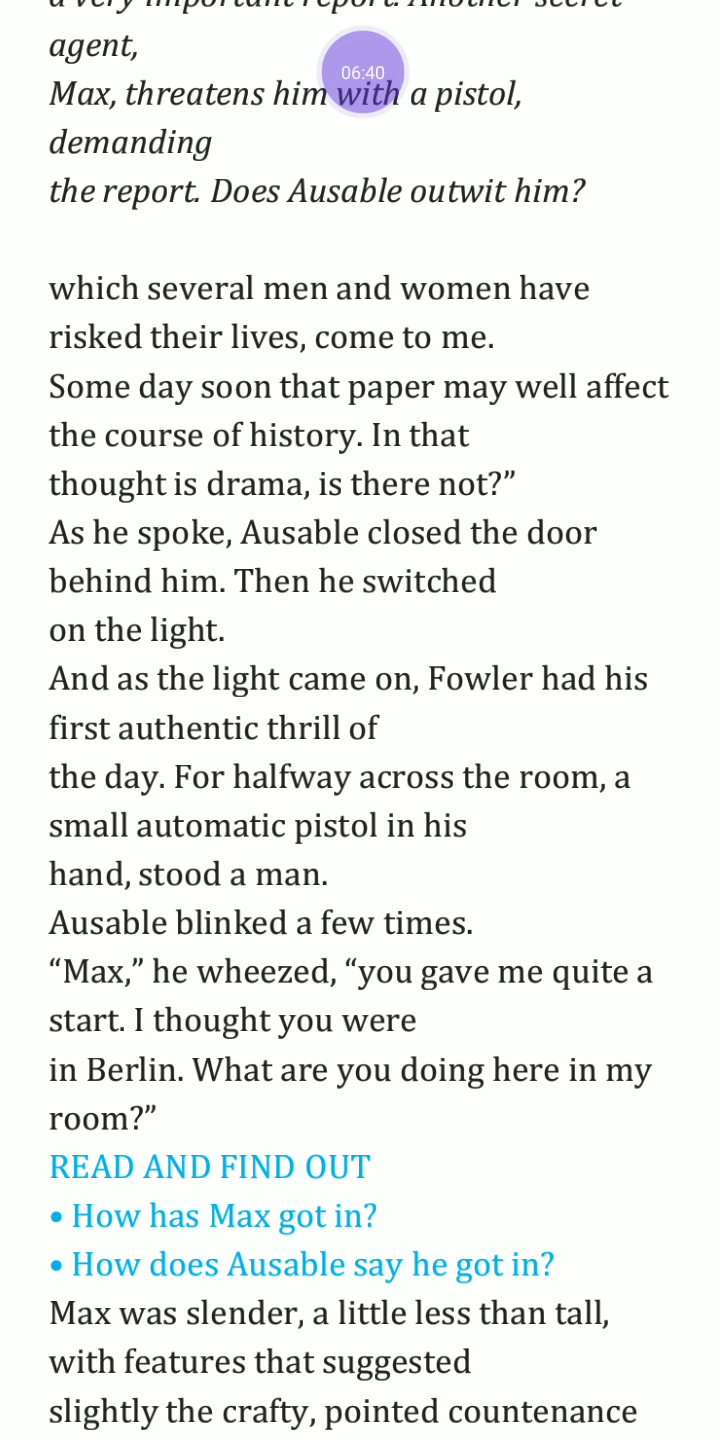 a very important report. Another secret
agent,
06:40
Max, threatens him with a pistol,
demanding
the report. Does Ausable outwit him?
which several men and women have
risked their lives, come to me.
Some day soon that paper may well affect
the course of history. In that
thought is drama, is there not?”
As he spoke, Ausable closed the door
behind him. Then he switched
on the light.
And as the light came on, Fowler had his
first authentic thrill of
the day. For halfway across the room, a
small automatic pistol in his
hand, stood a man.
Ausable blinked a few times.
“Max,” he wheezed, “you gave me quite a
start. I thought you were
in Berlin. What are you doing here in my
room?”
READ AND FIND OUT
• How has Max got in?
• How does Ausable say he got in?
Max was slender, a little less than tall,
with features that suggested
slightly the crafty, pointed countenance